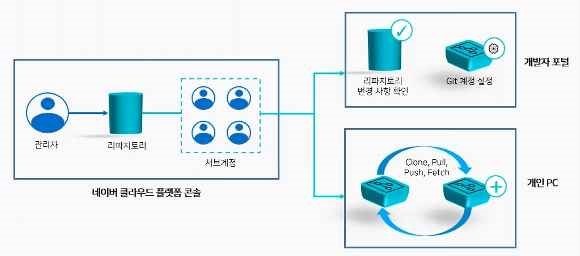 관리자
리파지토리
서브계정
네이버 클라우드 플랫폼 콘솔
리파지토리
변경 사항 확인
Git 계정 설정
개발자 포털
Clone, Pull,
Push, Fetch
개인 PC